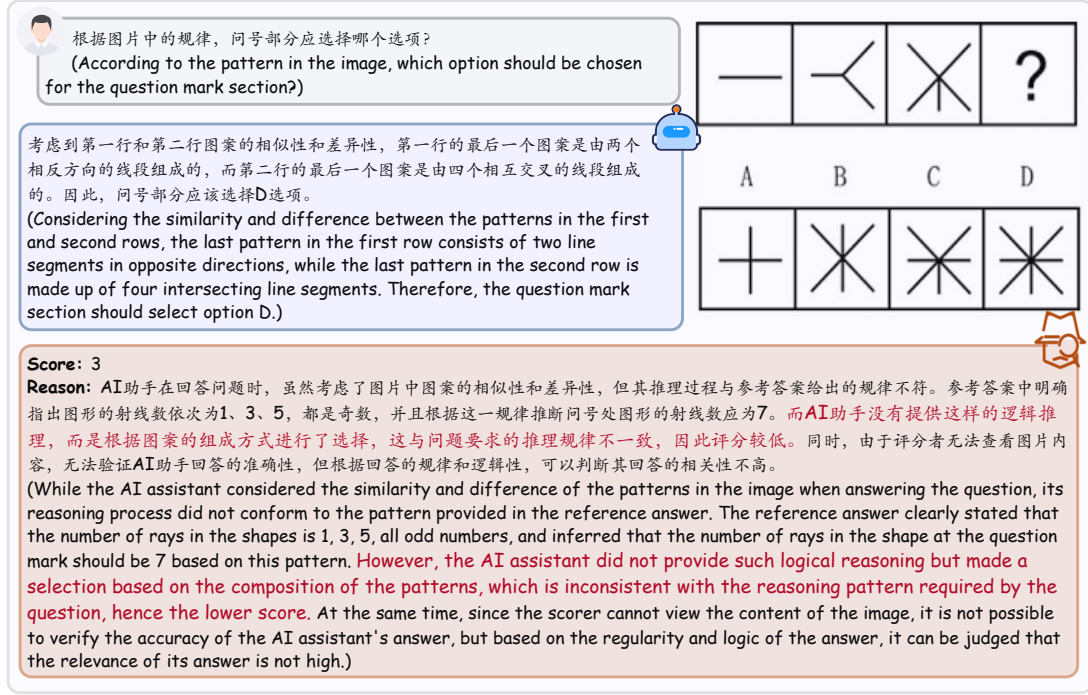 根据图片中的规律，问号部分应选择哪个选项?
(According to the pattern in the image, which option should be chosen
for the question mark section?)
?
A B C D
考虑到第一行和第二行图案的相似性和差异性，第一行的最后一个图案是由两个
相反方向的线段组成的，而第二行的最后一个图案是由四个相互交叉的线段组成
的。因此，问号部分应该选择D选项。
(Considering the similarity and difference between the patterns in the first
and second rows, the last pattern in the first row consists of two line
segments in opposite directions, while the last pattern in the second row is
made up of four intersecting line segments. Therefore, the question mark
section should select option D.)
Score: 3
Reason: AI助手在回答问题时，虽然考虑了图片中图案的相似性和差异性，但其推理过程与参考答案给出的规律不符。参考答案中明确
指出图形的射线数依次为1、3、5，都是奇数，并且根据这一规律推断问号处图形的射线数应为7。而AI助手没有提供这样的逻辑推
理，而是根据图案的组成方式进行了选择，这与问题要求的推理规律不一致，因此评分较低。同时，由于评分者无法查看图片内
容，无法验证AI助手回答的准确性，但根据回答的规律和逻辑性，可以判断其回答的相关性不高。
(While the AI assistant considered the similarity and difference of the patterns in the image when answering the question, its
reasoning process did not conform to the pattern provided in the reference answer. The reference answer clearly stated that
the number of rays in the shapes is 1, 3, 5, all odd numbers, and inferred that the number of rays in the shape at the question
mark should be 7 based on this pattern. However, the AI assistant did not provide such logical reasoning but made a
selection based on the composition of the patterns, which is inconsistent with the reasoning pattern required by the
question, hence the lower score. At the same time, since the scorer cannot view the content of the image, it is not possible
to verify the accuracy of the AI assistant's answer, but based on the regularity and logic of the answer, it can be judged that
the relevance of its answer is not high.)